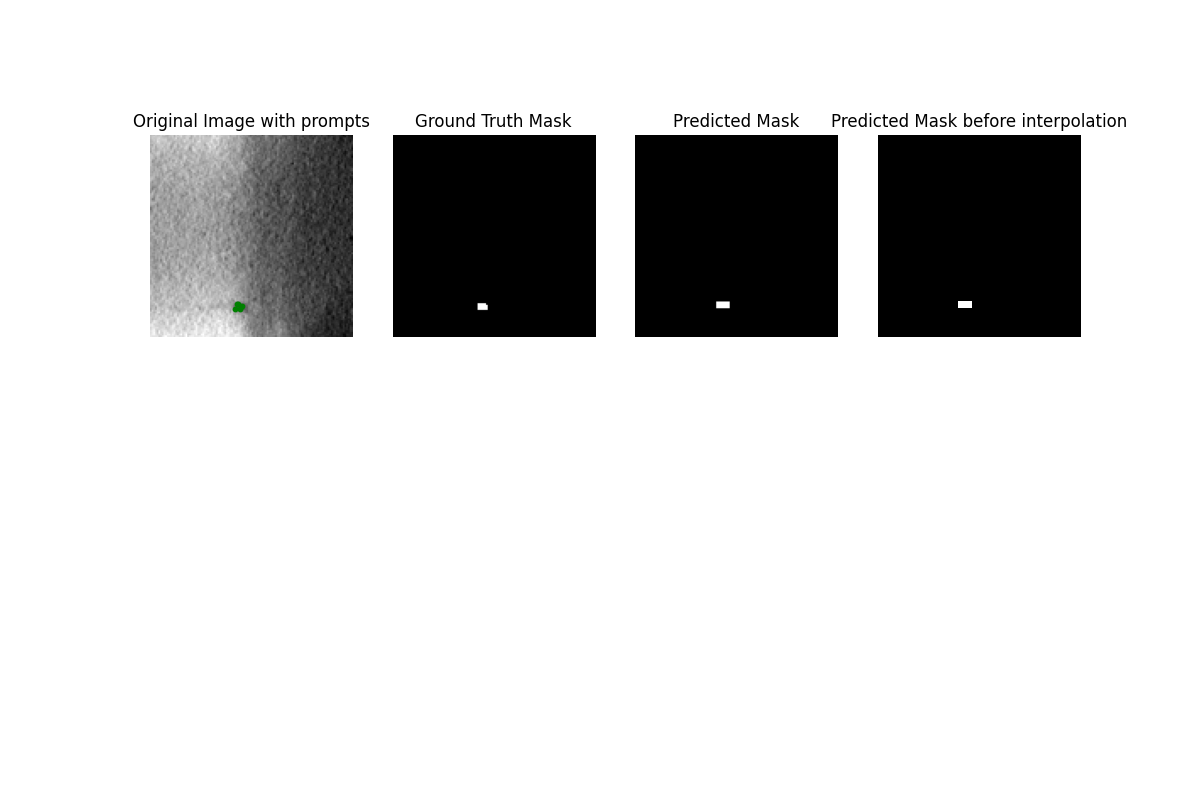 Original Image with prompts
Ground Truth Mask
Predicted Mask
Predicted Mask before interpolation